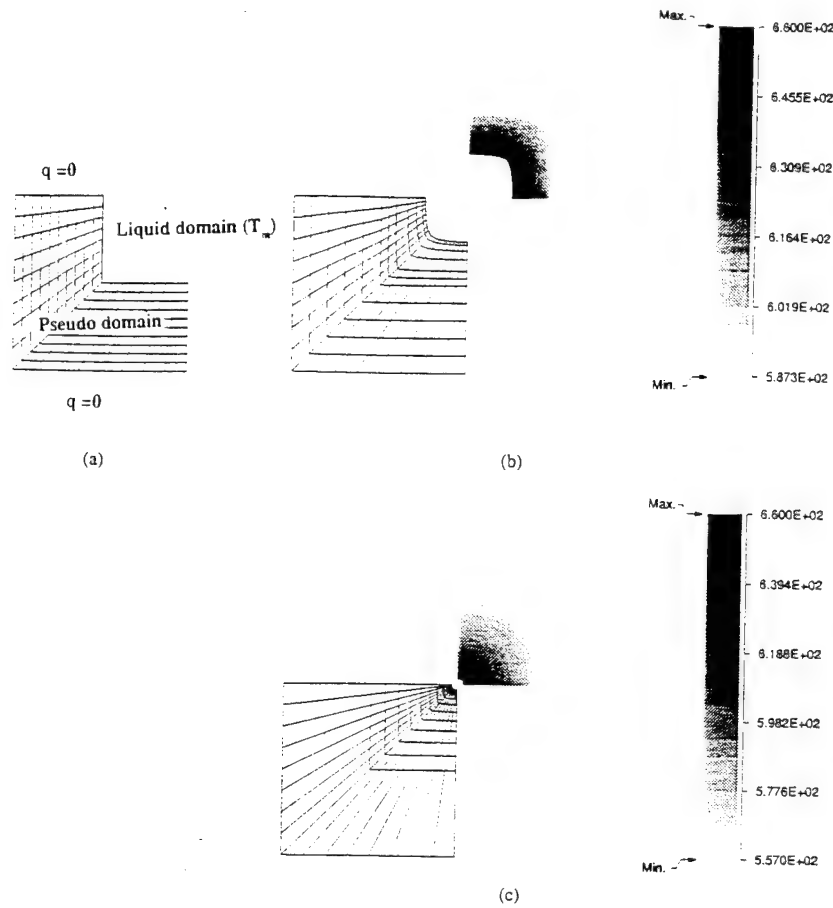 Max.
6.600E+02
6.455E+02
6.309E+02
6.164E+02
6.019E+02
5.873E+02
Min.
q =0
Liquid domain (Tm)
Pseudo domain
q =0
(a)
(b)
Max.
6.600E+02
6.394E+02
6.188E+02
5.982E+02
5.776E+02
5.570E+02
Min.
(c)